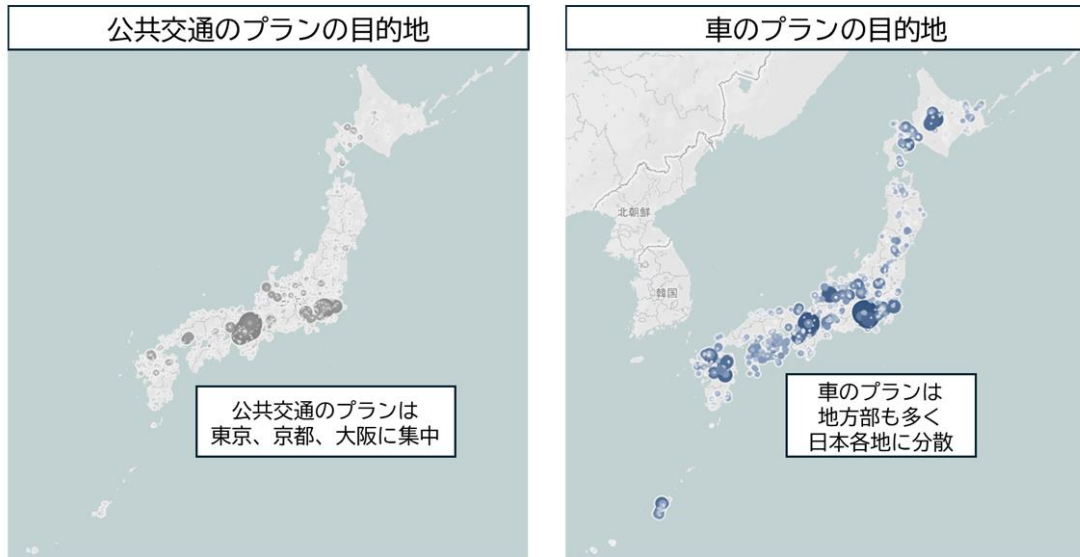 公共交通のプランの目的地
車のプランの目的地
北朝鮮
韓国
公共交通のプランは
東京、京都、大阪に集中
車のプランは
地方部も多く
日本各地に分散